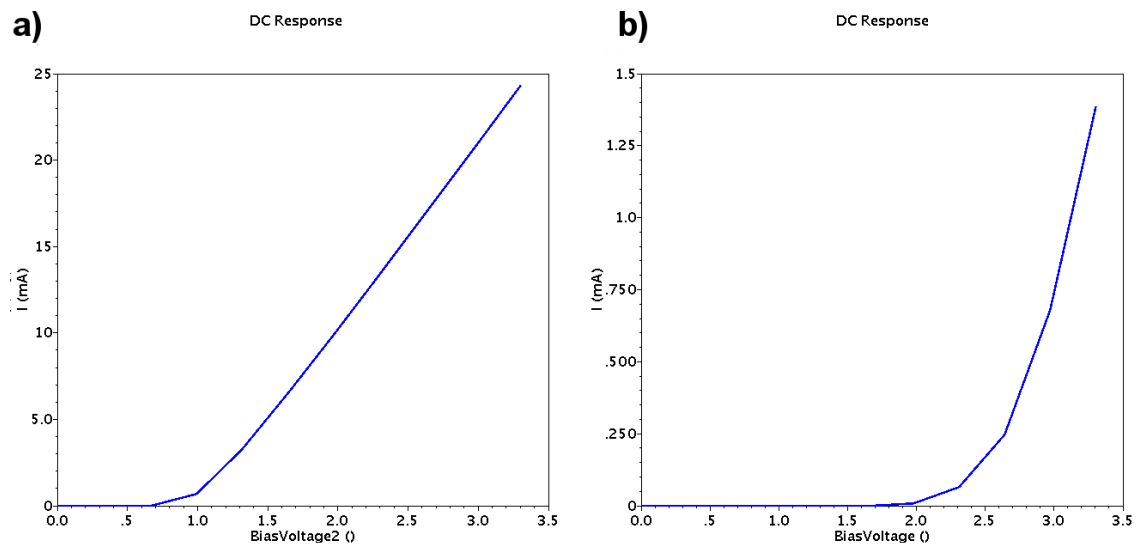 a)
DC Response
25
20
15
10
5.0
0
I (mA)
0.0 .5 1.0 1.5 2.0 2.5 3.0 3.5
BiasVoltage2 ()
b)
DC Response
1.5
1.25
1.0
.750
.500
.250
0
I (mA)
0.0 .5 1.0 1.5 2.0 2.5 3.0 3.5
BiasVoltage ()